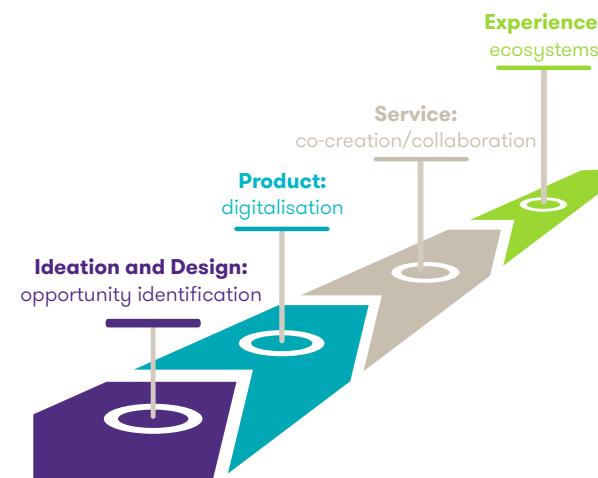 Experience
ecosystems
Service:
co-creation/collaboration
Product:
digitalisation
Ideation and Design:
opportunity identification